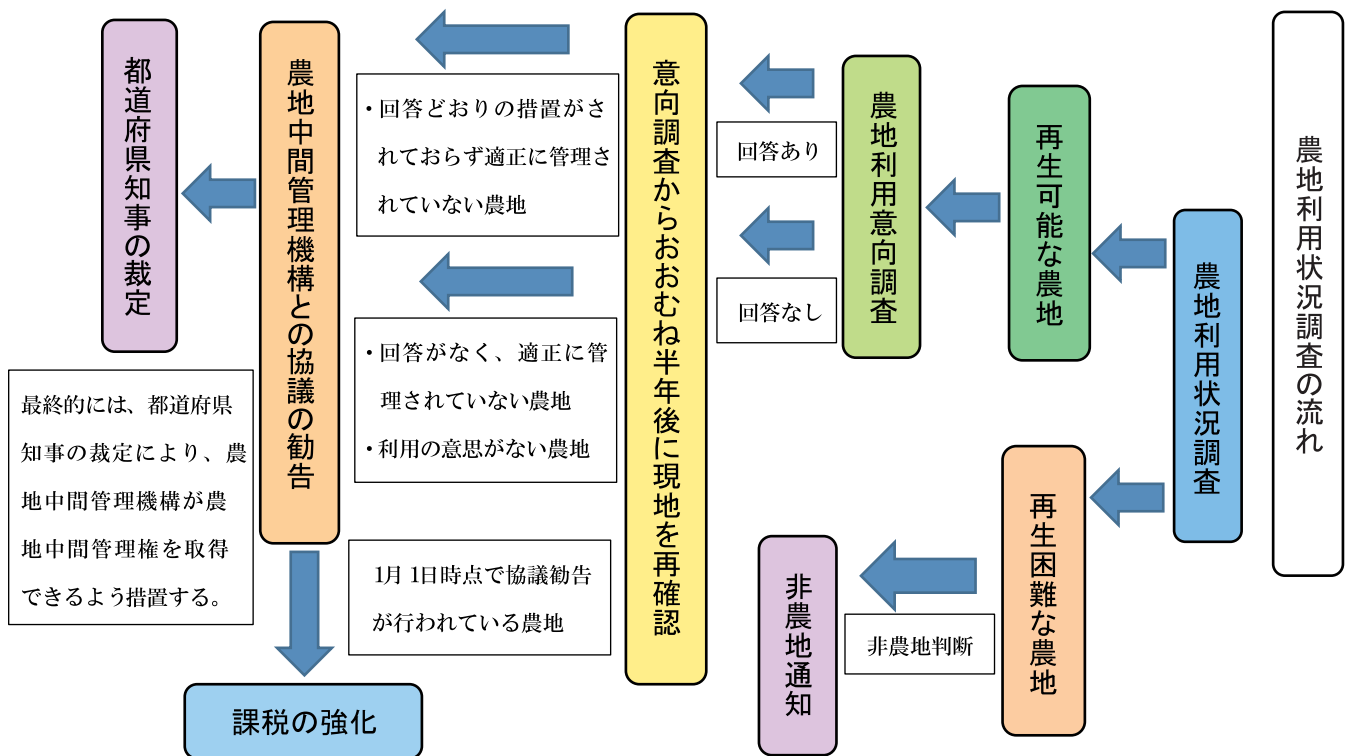 農地利用状況調査の流れ
農地利用状況調査
再生可能な農地
再生困難な農地
農地利用意向調査
非農地判断
非農地通知
回答あり
回答なし
意向調査からおおむね半年後に現地を再確認
・回答どおりの措置がさ
れておらず適正に管理さ
れていない農地
・回答がなく、適正に管
理されていない農地
・利用の意思がない農地
農地中間管理機構との協議の勧告
1月1日時点で協議勧告
が行われている農地
課税の強化
都道府県知事の裁定
最終的には、都道府県
知事の裁定により、農
地中間管理機構が農
地中間管理権を取得
できるよう措置する。